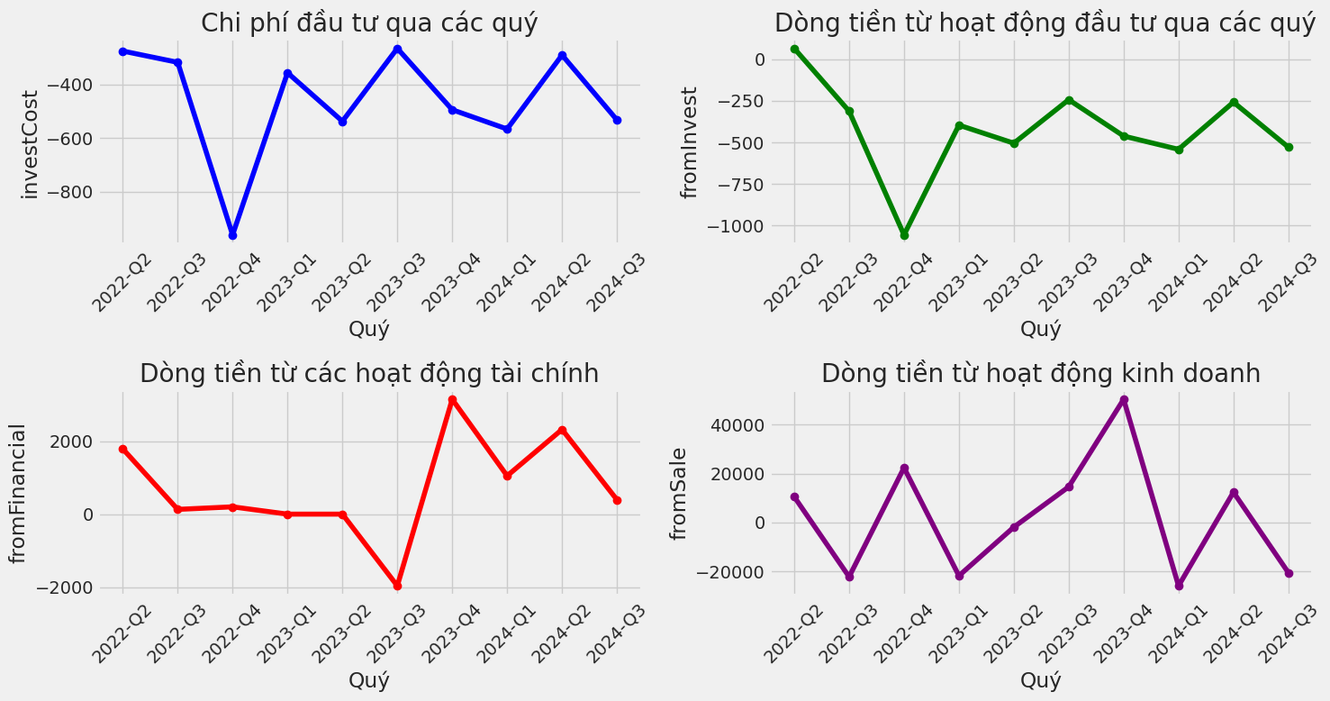 Chi phí đầu tư qua các quý
investCost
−400
−600
−800
2022-Q2
2022-Q3
2022-Q4
2023-Q1
2023-Q2
2023-Q3
2023-Q4
2024-Q1
2024-Q2
2024-Q3
Quý
Dòng tiền từ hoạt động đầu tư qua các quý
fromInvest
0
−250
−500
−750
−1000
2022-Q2
2022-Q3
2022-Q4
2023-Q1
2023-Q2
2023-Q3
2023-Q4
2024-Q1
2024-Q2
2024-Q3
Quý
Dòng tiền từ các hoạt động tài chính
fromFinancial
2000
0
−2000
2022-Q2
2022-Q3
2022-Q4
2023-Q1
2023-Q2
2023-Q3
2023-Q4
2024-Q1
2024-Q2
2024-Q3
Quý
Dòng tiền từ hoạt động kinh doanh
fromSale
40000
20000
0
−20000
2022-Q2
2022-Q3
2022-Q4
2023-Q1
2023-Q2
2023-Q3
2023-Q4
2024-Q1
2024-Q2
2024-Q3
Quý